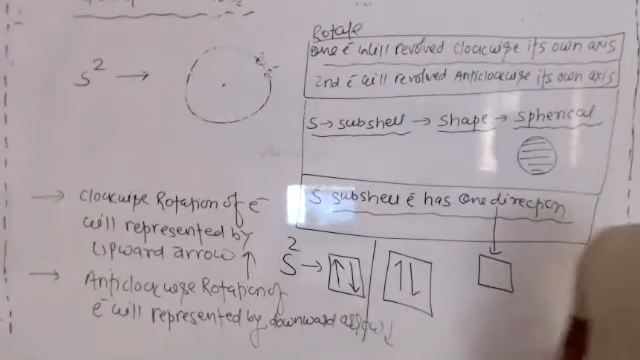 Rotate
One e⁻ will revolved clockwise its own axis
2nd e⁻ will revolved Anticlockwise its own axis
S² →
e⁻
e⁻
S → subshell → shape → spherical
S subshell e⁻ has one direction
→ Clockwise Rotation of e⁻
will represented by
Upward arrow ↑
S² → ↑↓ | ↑↓
→ Anticlockwise Rotation of
e⁻ will represented by downward arrow ↓